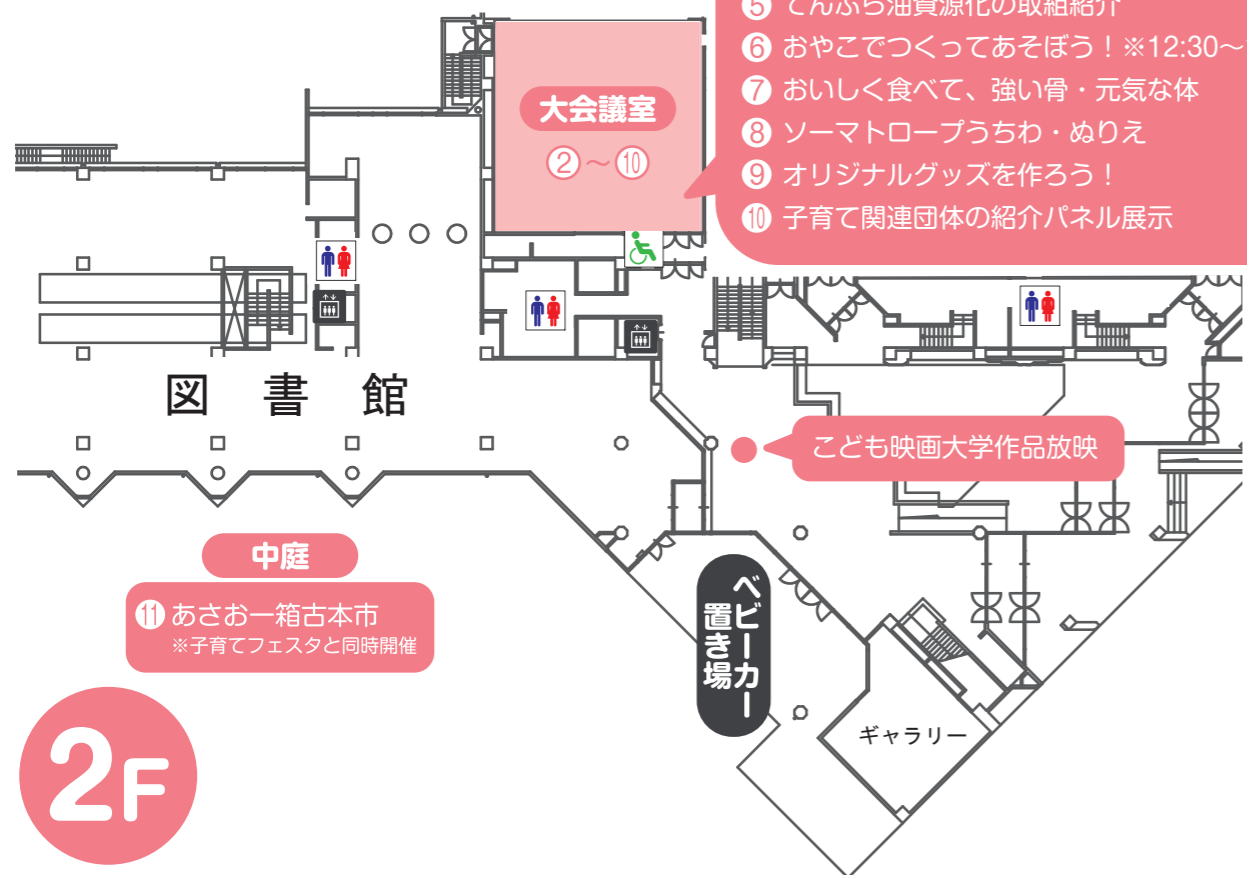 ⑤ てんぷら油資源化の取組紹介
⑥ おやこでつくってあそぼう！※12:30～
⑦ おいしく食べて、強い骨・元気な体
⑧ ソーマトロープうちわ・ぬりえ
⑨ オリジナルグッズを作ろう！
⑩ 子育て関連団体の紹介パネル展示
大会議室
②～⑩
図書館
こども映画大学作品放映
中庭
⑪ あさお一箱古本市
※子育てフェスタと同時開催
ベビーカー
置き場
ギャラリー
2F